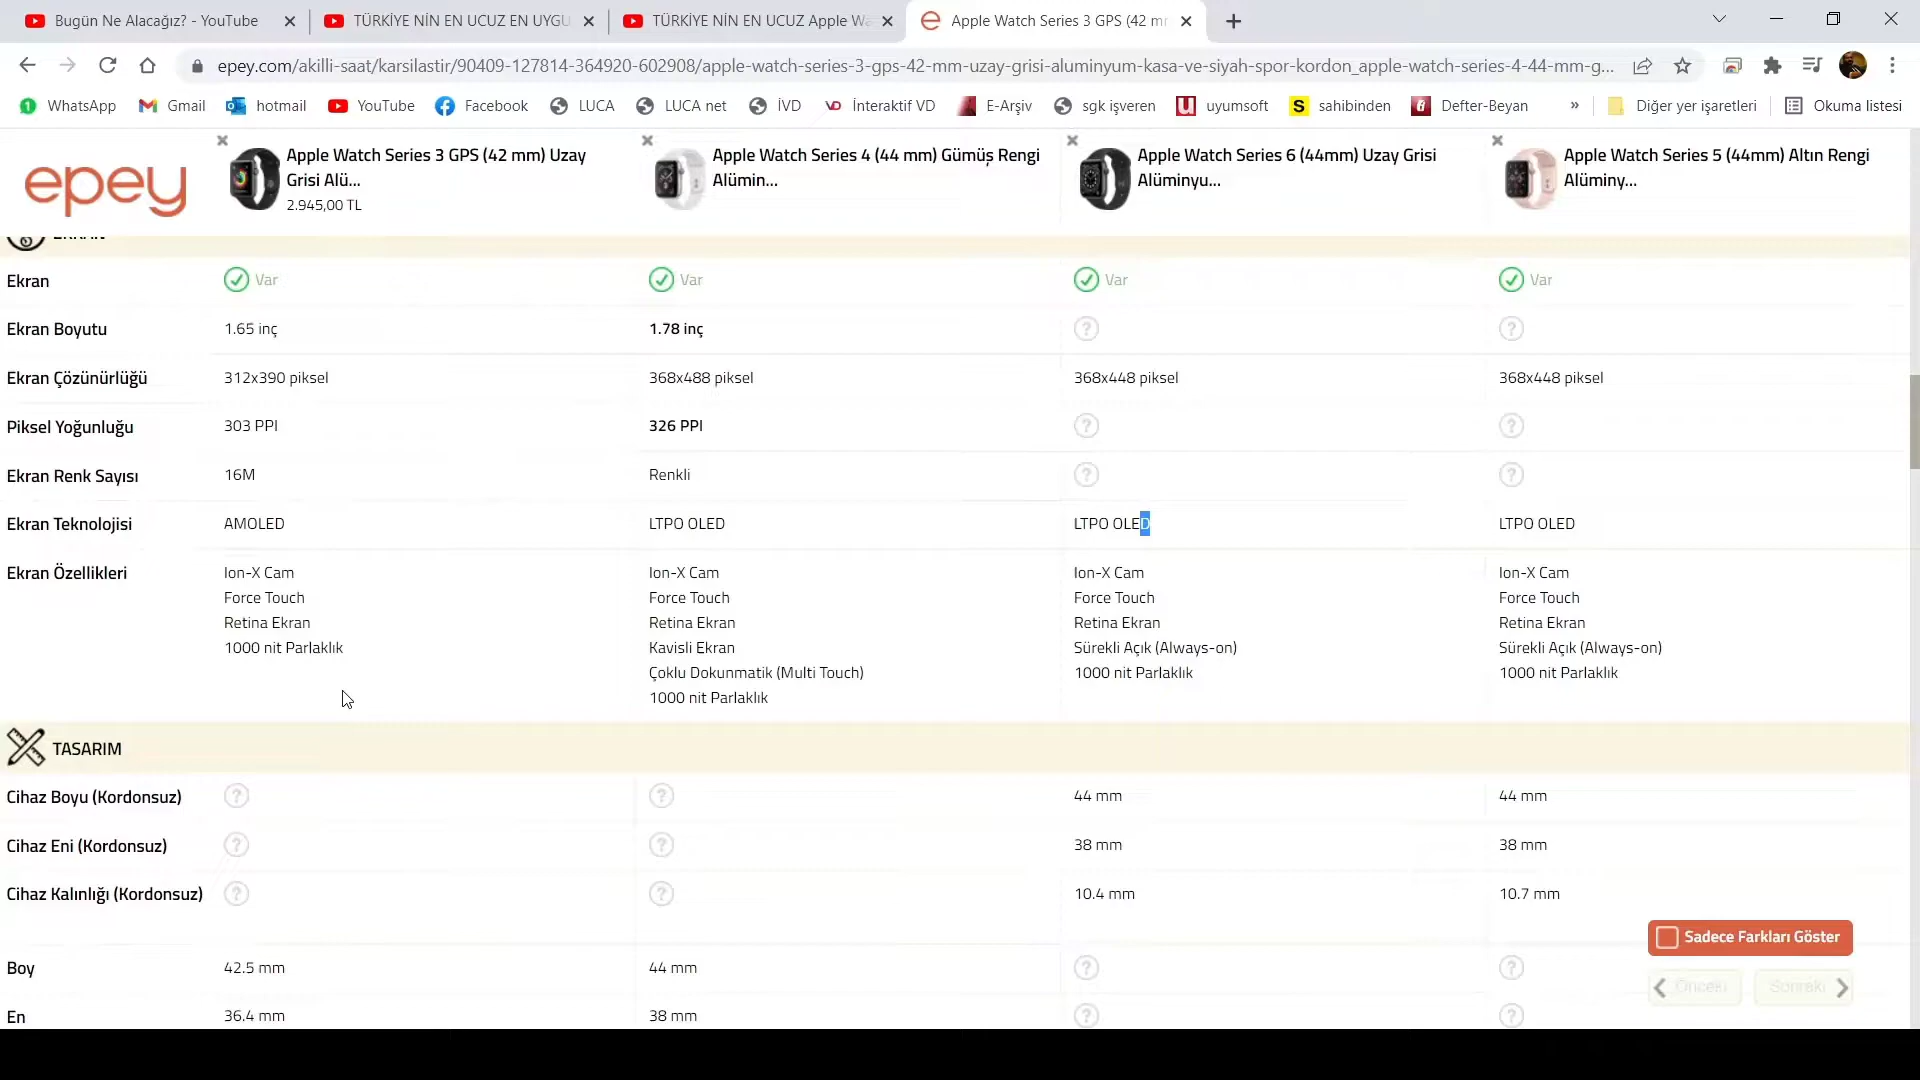 Bugün Ne Alacağız? - YouTube
TÜRKİYE NİN EN UCUZ EN UYGU
TÜRKİYE NİN EN UCUZ Apple Wa
Apple Watch Series 3 GPS (42 mm
epey.com/akilli-saat/karsilastir/90409-127814-364920-602908/apple-watch-series-3-gps-42-mm-uzay-grisi-aluminyum-kasa-ve-siyah-spor-kordon_apple-watch-series-4-44-mm-g...
WhatsApp Gmail hotmail YouTube Facebook LUCA LUCA net İVD İnteraktif VD E-Arşiv sgk işveren uyumsoft sahibinden Defter-Beyan » Diğer yer işaretleri Okuma listesi
epey
Apple Watch Series 3 GPS (42 mm) Uzay
Grisi Alü...
2.945,00 TL
Apple Watch Series 4 (44 mm) Gümüş Rengi
Alümin...
Apple Watch Series 6 (44mm) Uzay Grisi
Alüminyu...
Apple Watch Series 5 (44mm) Altın Rengi
Alüminy...
EKRAN
Ekran Var Var Var Var
Ekran Boyutu 1.65 inç 1.78 inç ? ?
Ekran Çözünürlüğü 312x390 piksel 368x488 piksel 368x448 piksel 368x448 piksel
Piksel Yoğunluğu 303 PPI 326 PPI ? ?
Ekran Renk Sayısı 16M Renkli ? ?
Ekran Teknolojisi AMOLED LTPO OLED LTPO OLED LTPO OLED
Ekran Özellikleri Ion-X Cam Ion-X Cam Ion-X Cam Ion-X Cam
Force Touch Force Touch Force Touch Force Touch
Retina Ekran Retina Ekran Retina Ekran Retina Ekran
1000 nit Parlaklık Kavisli Ekran Sürekli Açık (Always-on) Sürekli Açık (Always-on)
Çoklu Dokunmatik (Multi Touch) 1000 nit Parlaklık 1000 nit Parlaklık
1000 nit Parlaklık
TASARIM
Cihaz Boyu (Kordonsuz) ? ? 44 mm 44 mm
Cihaz Eni (Kordonsuz) ? ? 38 mm 38 mm
Cihaz Kalınlığı (Kordonsuz) ? ? 10.4 mm 10.7 mm
Sadece Farkları Göster
Boy 42.5 mm 44 mm ? ?
Önceki Sonraki
En 36.4 mm 38 mm ? ?